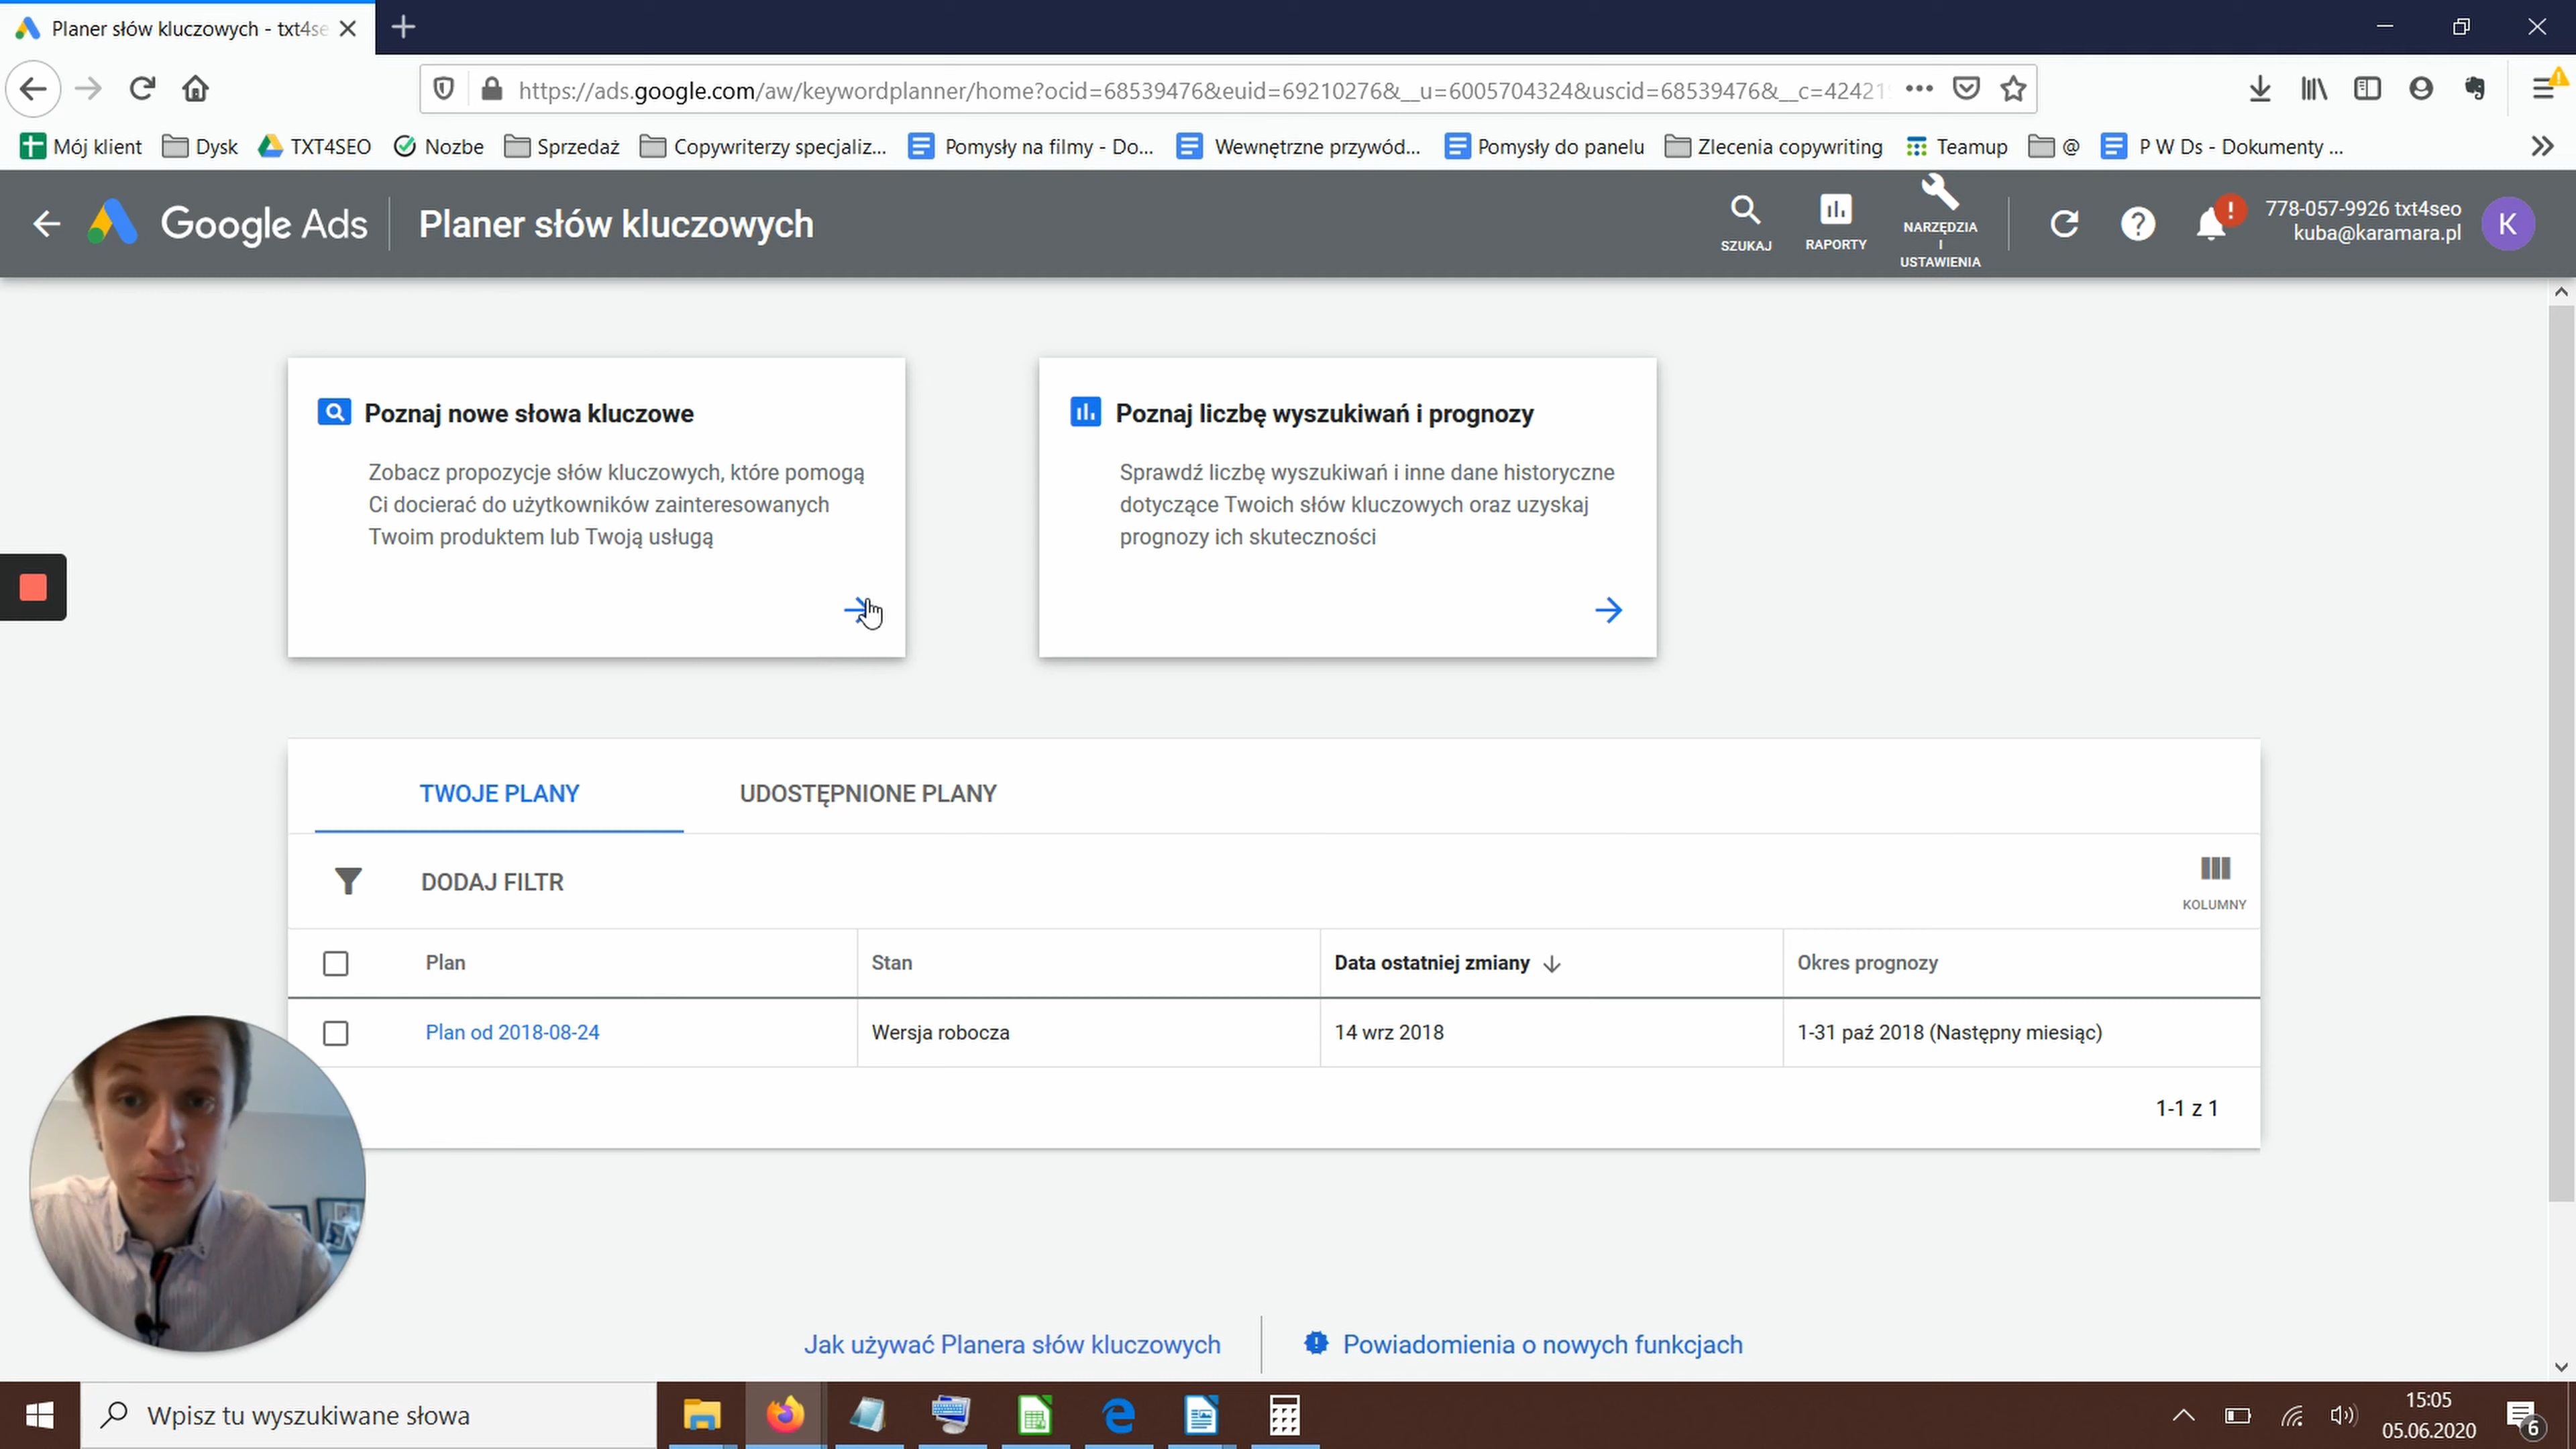 Planer słów kluczowych - txt4se
https://ads.google.com/aw/keywordplanner/home?ocid=68539476&euid=69210276&__u=6005704324&uscid=68539476&__c=42421
Mój klient
Dysk
TXT4SEO
Nozbe
Sprzedaż
Copywriterzy specjaliz...
Pomysły na filmy - Do...
Wewnętrzne przywód...
Pomysły do panelu
Zlecenia copywriting
Teamup
@
P W Ds - Dokumenty ...
Google Ads
Planer słów kluczowych
SZUKAJ
RAPORTY
NARZĘDZIA
I
USTAWIENIA
778-057-9926 txt4seo
kuba@karamara.pl
K
Poznaj nowe słowa kluczowe
Zobacz propozycje słów kluczowych, które pomogą
Ci docierać do użytkowników zainteresowanych
Twoim produktem lub Twoją usługą
Poznaj liczbę wyszukiwań i prognozy
Sprawdź liczbę wyszukiwań i inne dane historyczne
dotyczące Twoich słów kluczowych oraz uzyskaj
prognozy ich skuteczności
TWOJE PLANY
UDOSTĘPNIONE PLANY
DODAJ FILTR
KOLUMNY
Plan
Stan
Data ostatniej zmiany
Okres prognozy
Plan od 2018-08-24
Wersja robocza
14 wrz 2018
1-31 paź 2018 (Następny miesiąc)
1-1 z 1
Jak używać Planera słów kluczowych
Powiadomienia o nowych funkcjach
Wpisz tu wyszukiwane słowa
15:05
05.06.2020
6